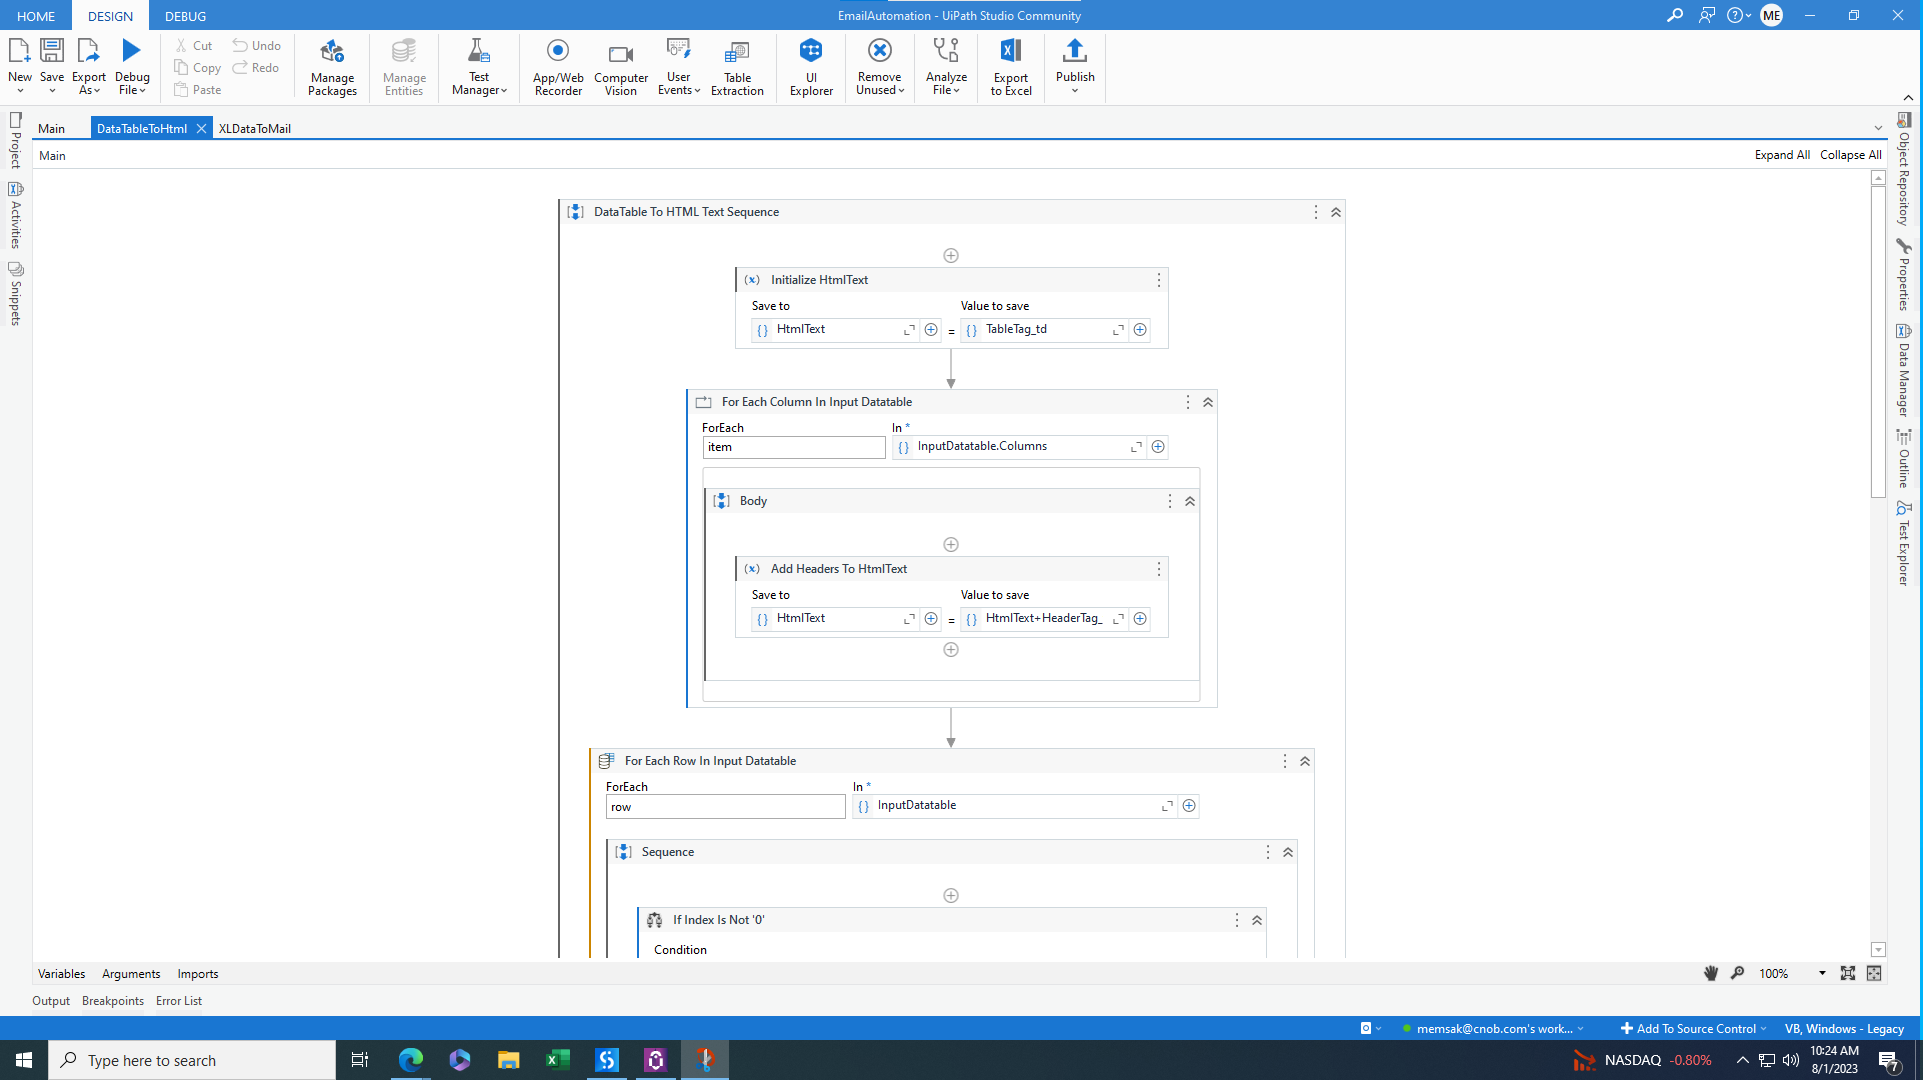 HOME DESIGN DEBUG EmailAutomation - UiPath Studio Community ME
New Save Export As Debug File
Cut Copy Paste Undo Redo
Manage Packages
Manage Entities
Test Manager
App/Web Recorder
Computer Vision
User Events
Table Extraction
UI Explorer
Remove Unused
Analyze File
Export to Excel
Publish
Main DataTableToHtml XLDataToMail
Main Expand All Collapse All
Project
Activities
Snippets
Object Repository
Properties
Data Manager
Outline
Test Explorer
DataTable To HTML Text Sequence
Initialize HtmlText
Save to Value to save
HtmlText = TableTag_td
For Each Column In Input Datatable
ForEach In *
item InputDatatable.Columns
Body
Add Headers To HtmlText
Save to Value to save
HtmlText = HtmlText+HeaderTag_
For Each Row In Input Datatable
ForEach In *
row InputDatatable
Sequence
If Index Is Not '0'
Condition
Variables Arguments Imports 100%
Output Breakpoints Error List
memsak@cnob.com's work... Add To Source Control VB, Windows - Legacy
Type here to search NASDAQ -0.80% 10:24 AM
8/1/2023 7